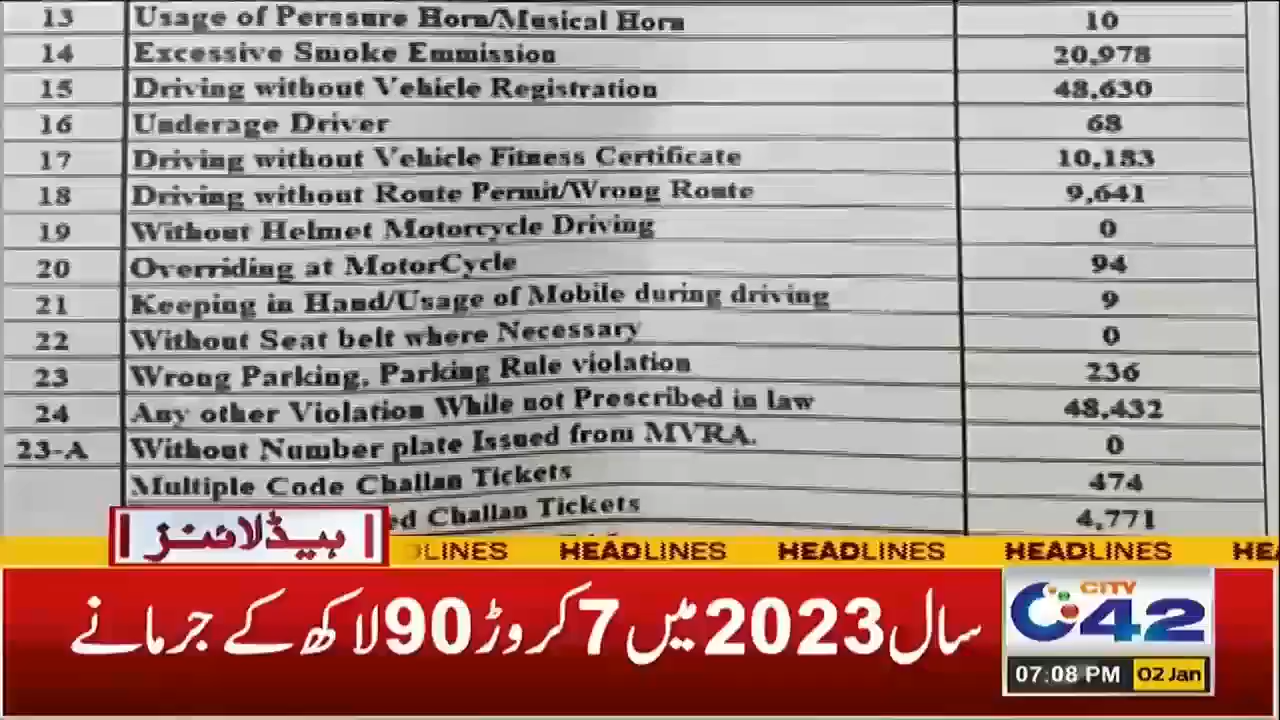 13 Usage of Perssure Horn/Musical Horn 10
14 Excessive Smoke Emmission 20,978
15 Driving without Vehicle Registration 48,630
16 Underage Driver 68
17 Driving without Vehicle Fitness Certificate 10,183
18 Driving without Route Permit/Wrong Route 9,641
19 Without Helmet Motorcycle Driving 0
20 Overriding at MotorCycle 94
21 Keeping in Hand/Usage of Mobile during driving 9
22 Without Seat belt where Necessary 0
23 Wrong Parking, Parking Rule violation 236
24 Any other Violation While not Prescribed in law 48,432
23-A Without Number plate Issued from MVRA. 0
Multiple Code Challan Tickets 474
Challan Tickets 4,771
ہیڈلائنز
HEADLINES HEADLINES HEADLINES
سال 2023 میں 7 کروڑ 90 لاکھ کے جرمانے
CITY
42
07:08 PM 02 Jan